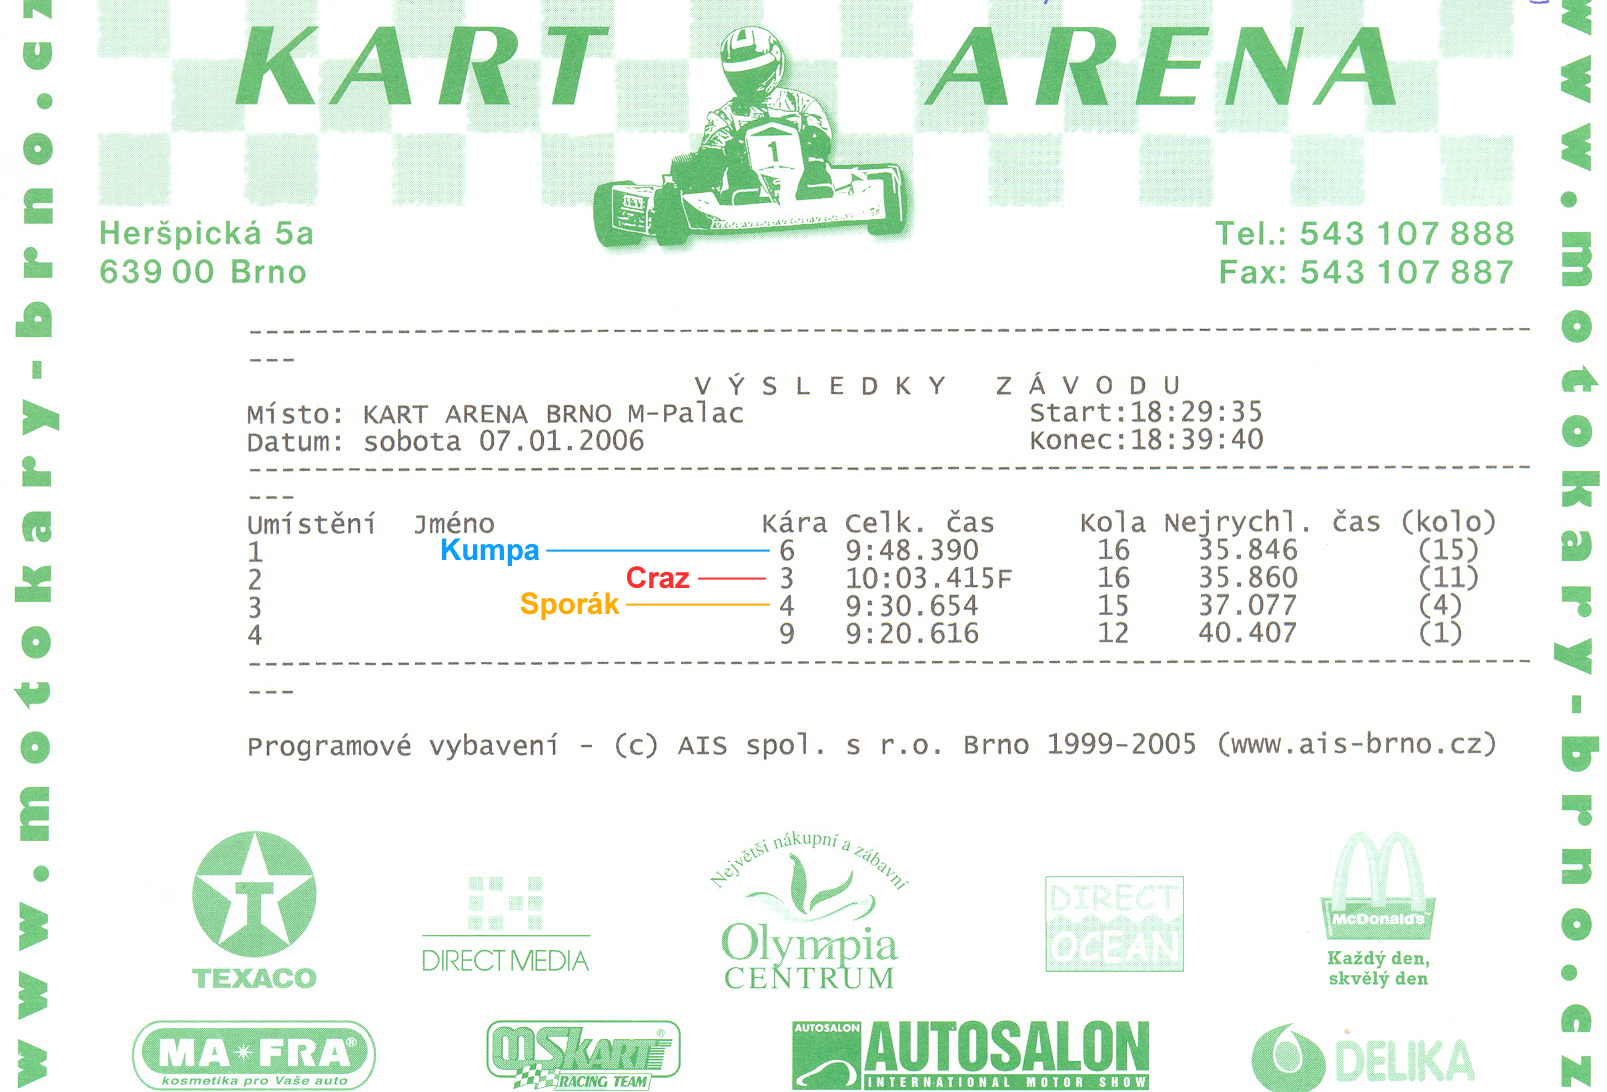 KART ARENA
1
Heršpická 5a
639 00 Brno
Tel.: 543 107 888
Fax: 543 107 887
www.motokary-brno.cz
www.motokary-brno.cz
VÝSLEDKY ZÁVODU
Místo: KART ARENA BRNO M-Palac Start:18:29:35
Datum: sobota 07.01.2006 Konec:18:39:40
Umístění Jméno Kára Celk. čas Kola Nejrychl. čas (kolo)
1 Kumpa 6 9:48.390 16 35.846 (15)
2 Craz 3 10:03.415F 16 35.860 (11)
3 Sporák 4 9:30.654 15 37.077 (4)
4 9 9:20.616 12 40.407 (1)
Programové vybavení - (c) AIS spol. s r.o. Brno 1999-2005 (www.ais-brno.cz)
T
TEXACO
DIRECT MEDIA
Největší nákupní a zábavní
Olympia
CENTRUM
DIRECT
OCEAN
McDonald's™
Každý den,
skvělý den
MA FRA®
kosmetika pro Vaše auto
MS KART®
RACING TEAM
AUTOSALON
AUTOSALON
INTERNATIONAL MOTOR SHOW
DELIKA